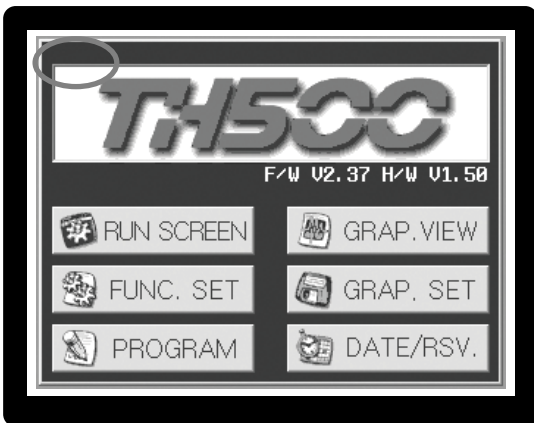 TH500
F/W V2.37 H/W V1.50
RUN SCREEN
GRAP.VIEW
FUNC. SET
GRAP. SET
PROGRAM
DATE/RSV.